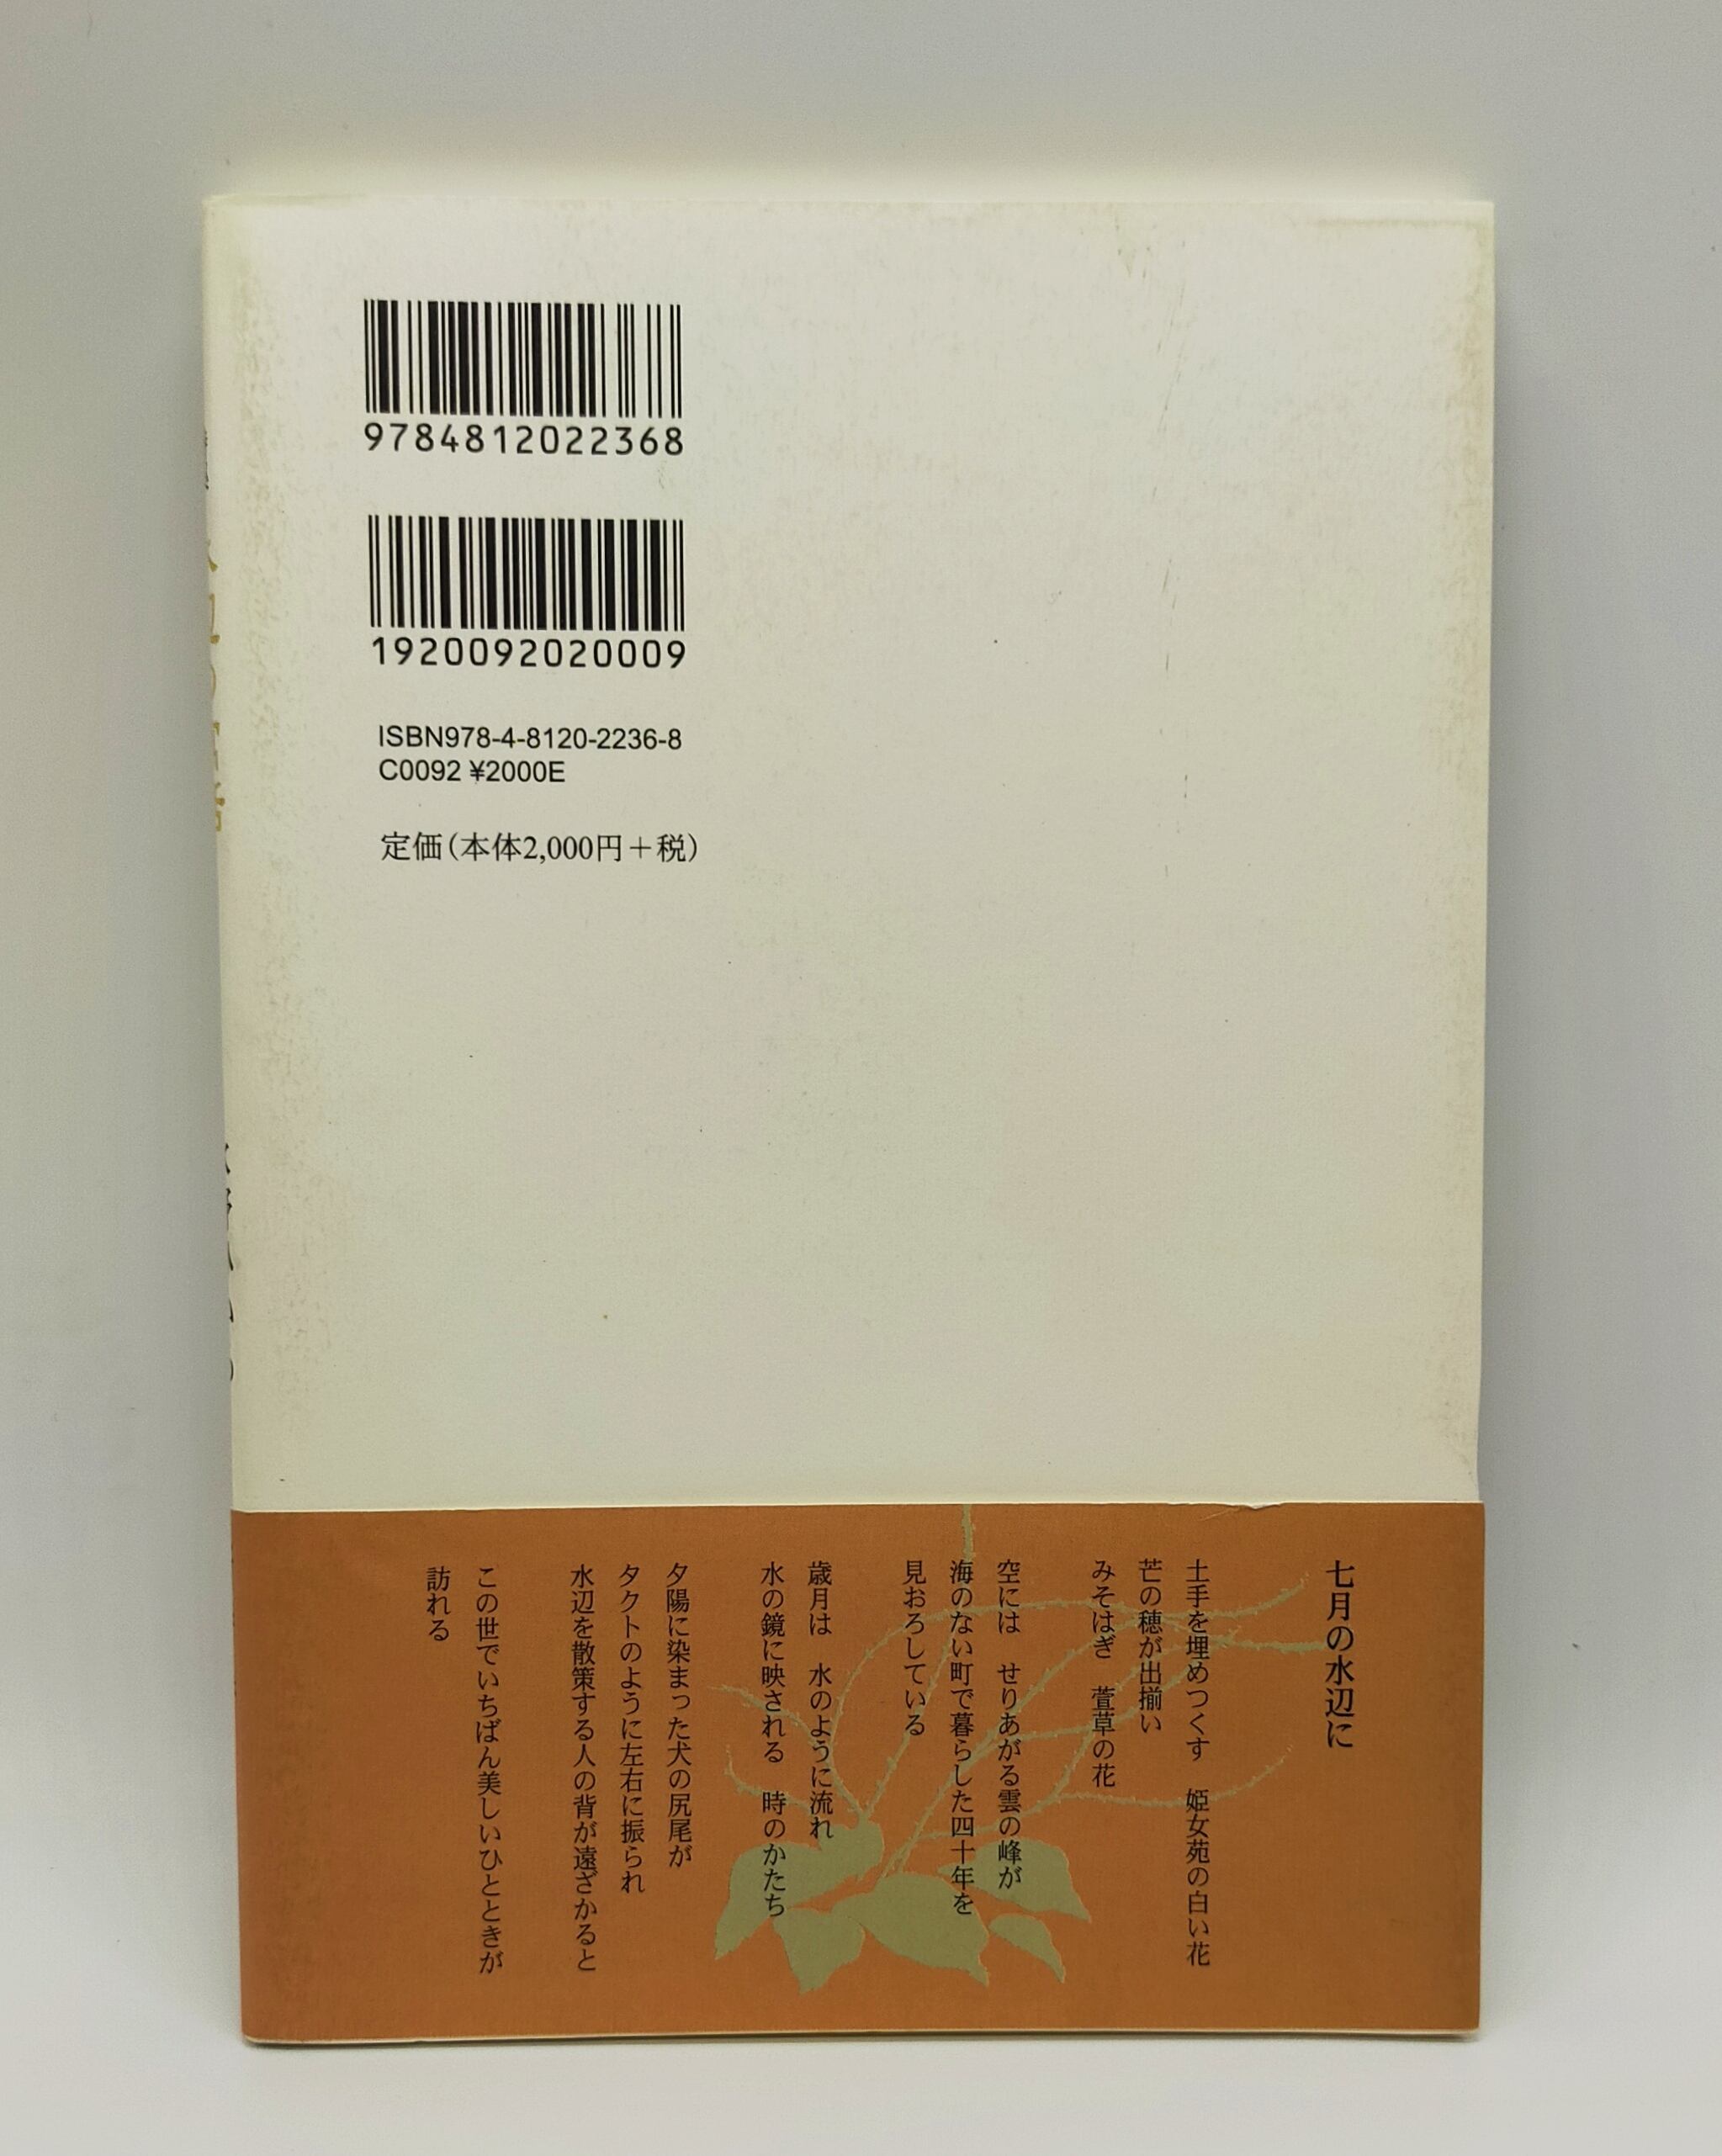 9784812022368
1920092020009
ISBN978-4-8120-2236-8
C0092 ¥2000E
定価(本体2,000円+税)
七月の水辺に
土手を埋めつくす　姫女苑の白い花
芒の穂が出揃い
みそはぎ　萱草の花
空には　せりあがる雲の峰が
海のない町で暮らした四十年を
見おろしている
歳月は　水のように流れ
水の鏡に映される　時のかたち
夕陽に染まった犬の尻尾が
タクトのように左右に振られ
水辺を散策する人の背が遠ざかると
この世でいちばん美しいひとときが
訪れる